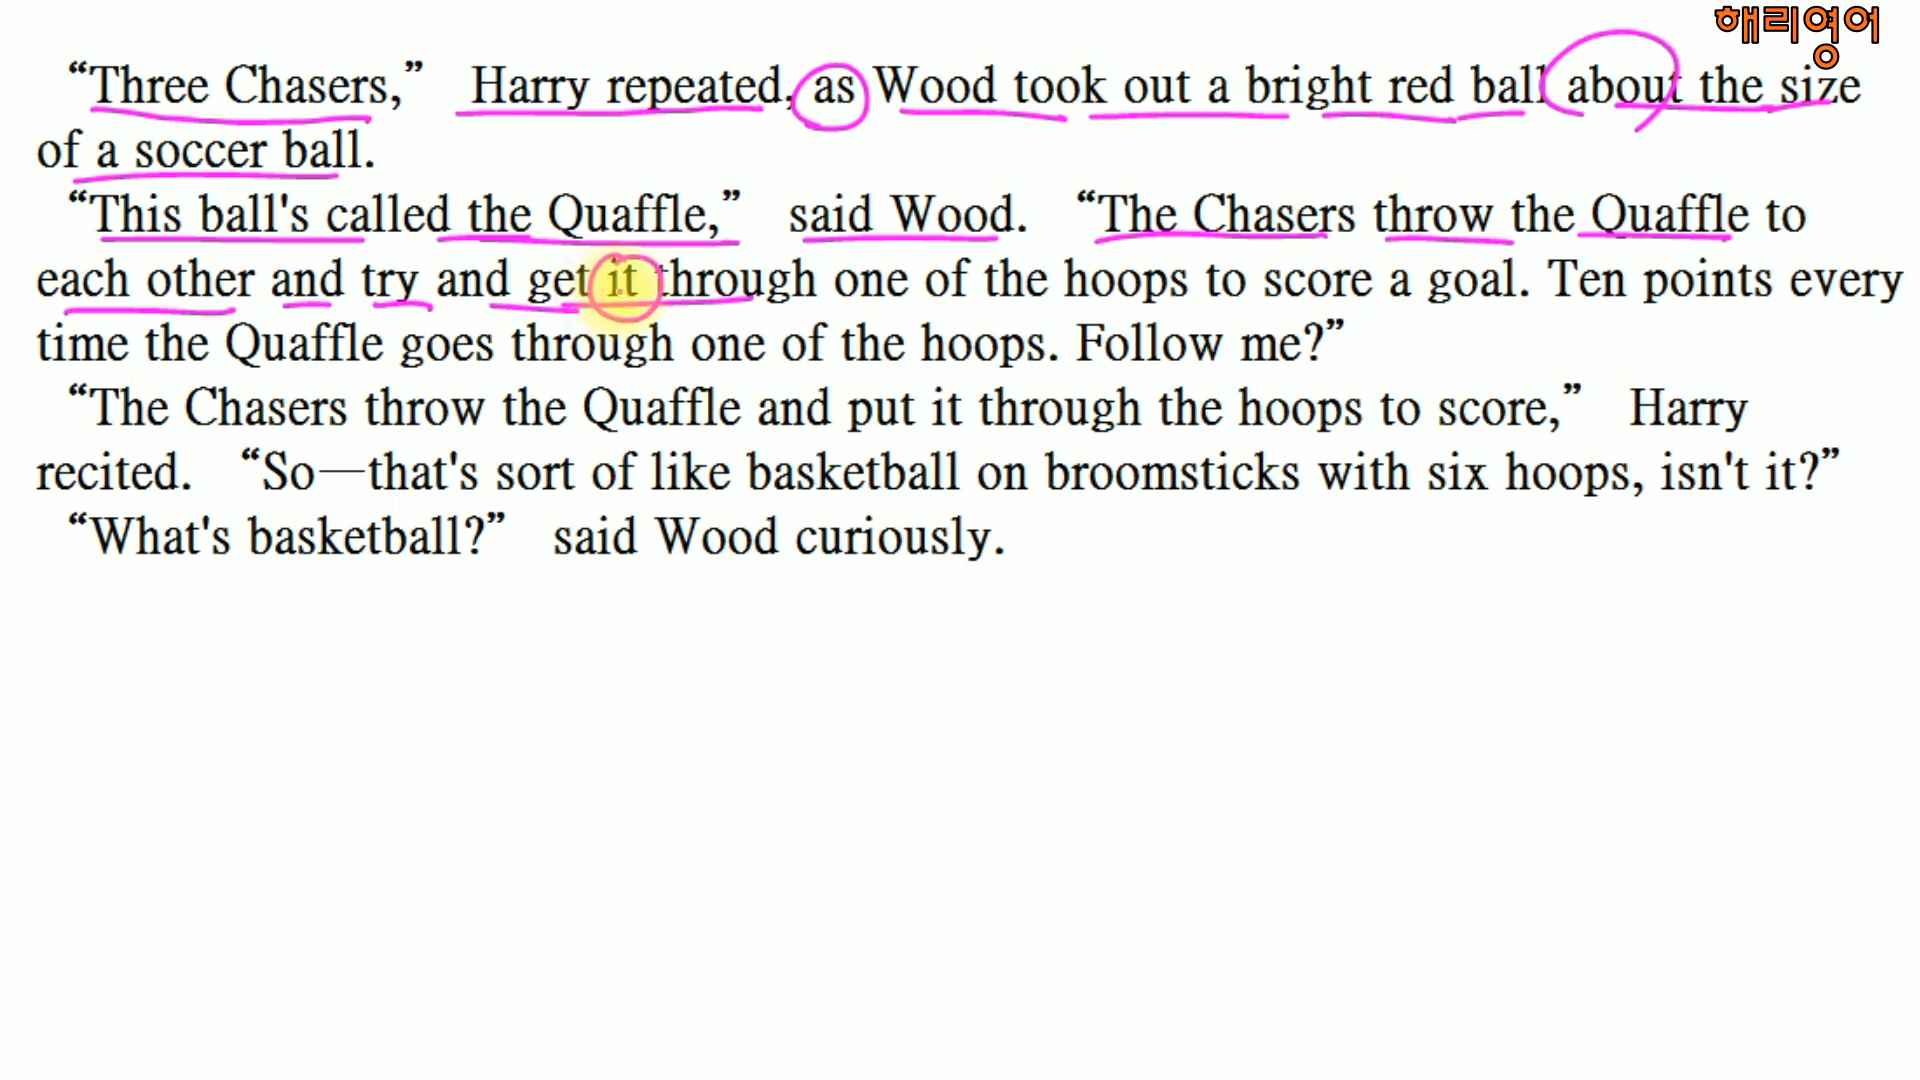 해리영어
“Three Chasers,” Harry repeated, as Wood took out a bright red ball about the size
of a soccer ball.
“This ball's called the Quaffle,” said Wood. “The Chasers throw the Quaffle to
each other and try and get it through one of the hoops to score a goal. Ten points every
time the Quaffle goes through one of the hoops. Follow me?”
“The Chasers throw the Quaffle and put it through the hoops to score,” Harry
recited. “So—that's sort of like basketball on broomsticks with six hoops, isn't it?”
“What's basketball?” said Wood curiously.